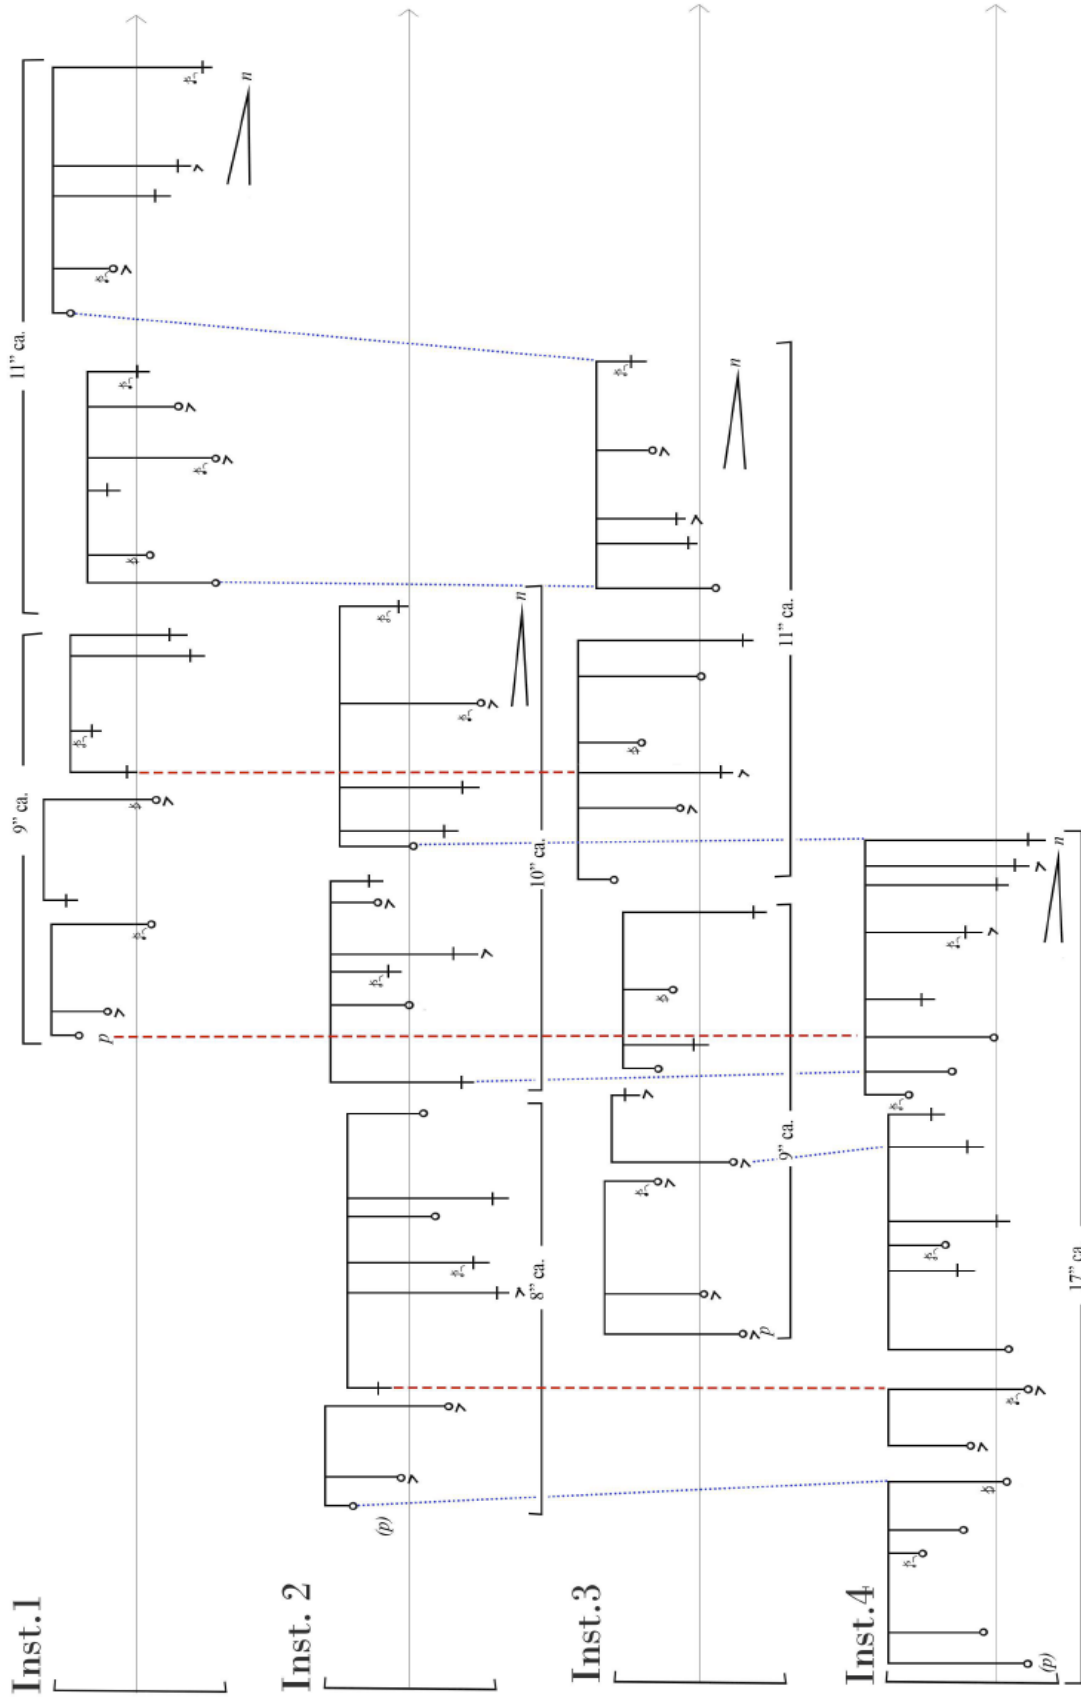 Inst.1
9” ca. 11” ca.
p
n
Inst. 2
(p)
n
8” ca. 10” ca.
Inst.3
p
n
9” ca. 11” ca.
Inst.4
(p)
n
17” ca